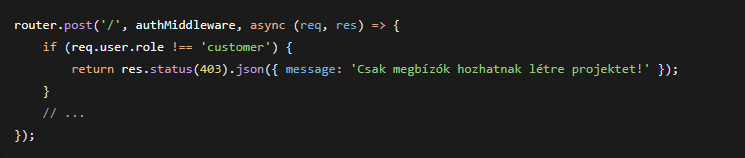 router.post('/', authMiddleware, async (req, res) => {
    if (req.user.role !== 'customer') {
        return res.status(403).json({ message: 'Csak megbízók hozhatnak létre projektet!' });
    }
    // ...
});